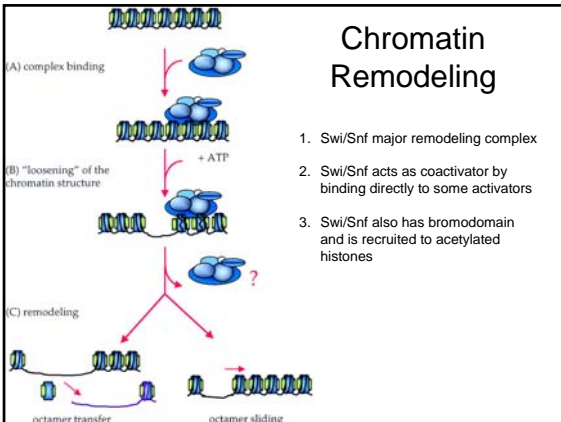 Chromatin
Remodeling
(A) complex binding
+ ATP
(B) "loosening" of the
chromatin structure
?
(C) remodeling
octamer transfer
octamer sliding
1. Swi/Snf major remodeling complex
2. Swi/Snf acts as coactivator by
binding directly to some activators
3. Swi/Snf also has bromodomain
and is recruited to acetylated
histones